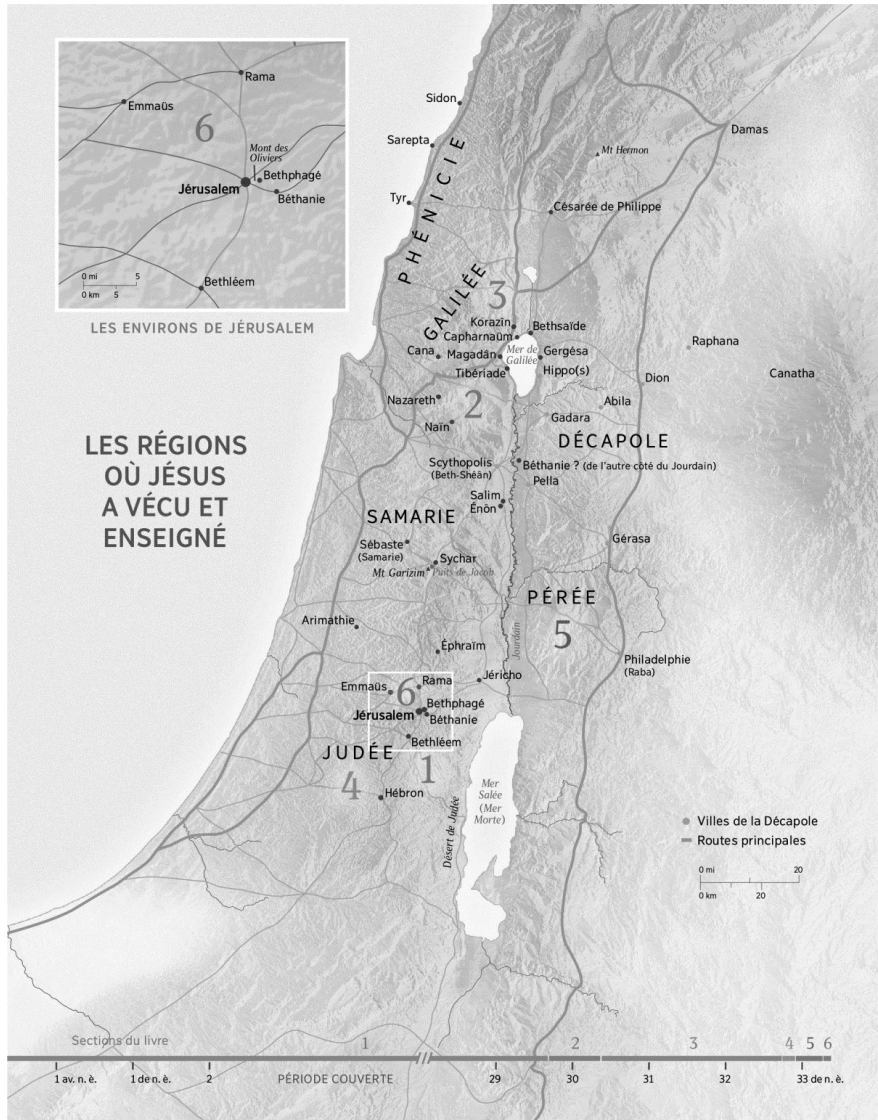 Rama
Emmaüs
6
Mont des
Oliviers
Bethphagé
Jérusalem
Béthanie
0 mi 5
0 km 5
Bethléem
LES ENVIRONS DE JÉRUSALEM
Sidon
Damas
Sarepta
Mt Hermon
Tyr
Césarée de Philippe
PHÉNICIE
GALILÉE
3
Korazîn
Bethsaïde
Capharnaüm
Raphana
Cana
Magadân
Mer de
Galilée
Gergésa
Tibériade
Hippo(s)
Dion
Canatha
Nazareth
2
Abila
Naïn
Gadara
DÉCAPOLE
LES RÉGIONS
OÙ JÉSUS
A VÉCU ET
ENSEIGNÉ
Scythopolis
(Beth-Shéân)
Béthanie ? (de l'autre côté du Jourdain)
Pella
Salim
Énôn
SAMARIE
Sébaste
(Samarie)
Gérasa
Sychar
Mt Garizim
Puits de Jacob
PÉRÉE
5
Arimathie
Jourdain
Éphraïm
Philadelphie
(Raba)
Jéricho
Emmaüs
6
Rama
Bethphagé
Jérusalem
Béthanie
Bethléem
JUDÉE
1
4
Hébron
Mer
Salée
(Mer
Morte)
Désert de Judée
Villes de la Décapole
Routes principales
0 mi 20
0 km 20
Sections du livre 1 2 3 4 5 6
1 av. n. è. 1 de n. è. 2 PÉRIODE COUVERTE 29 30 31 32 33 de n. è.